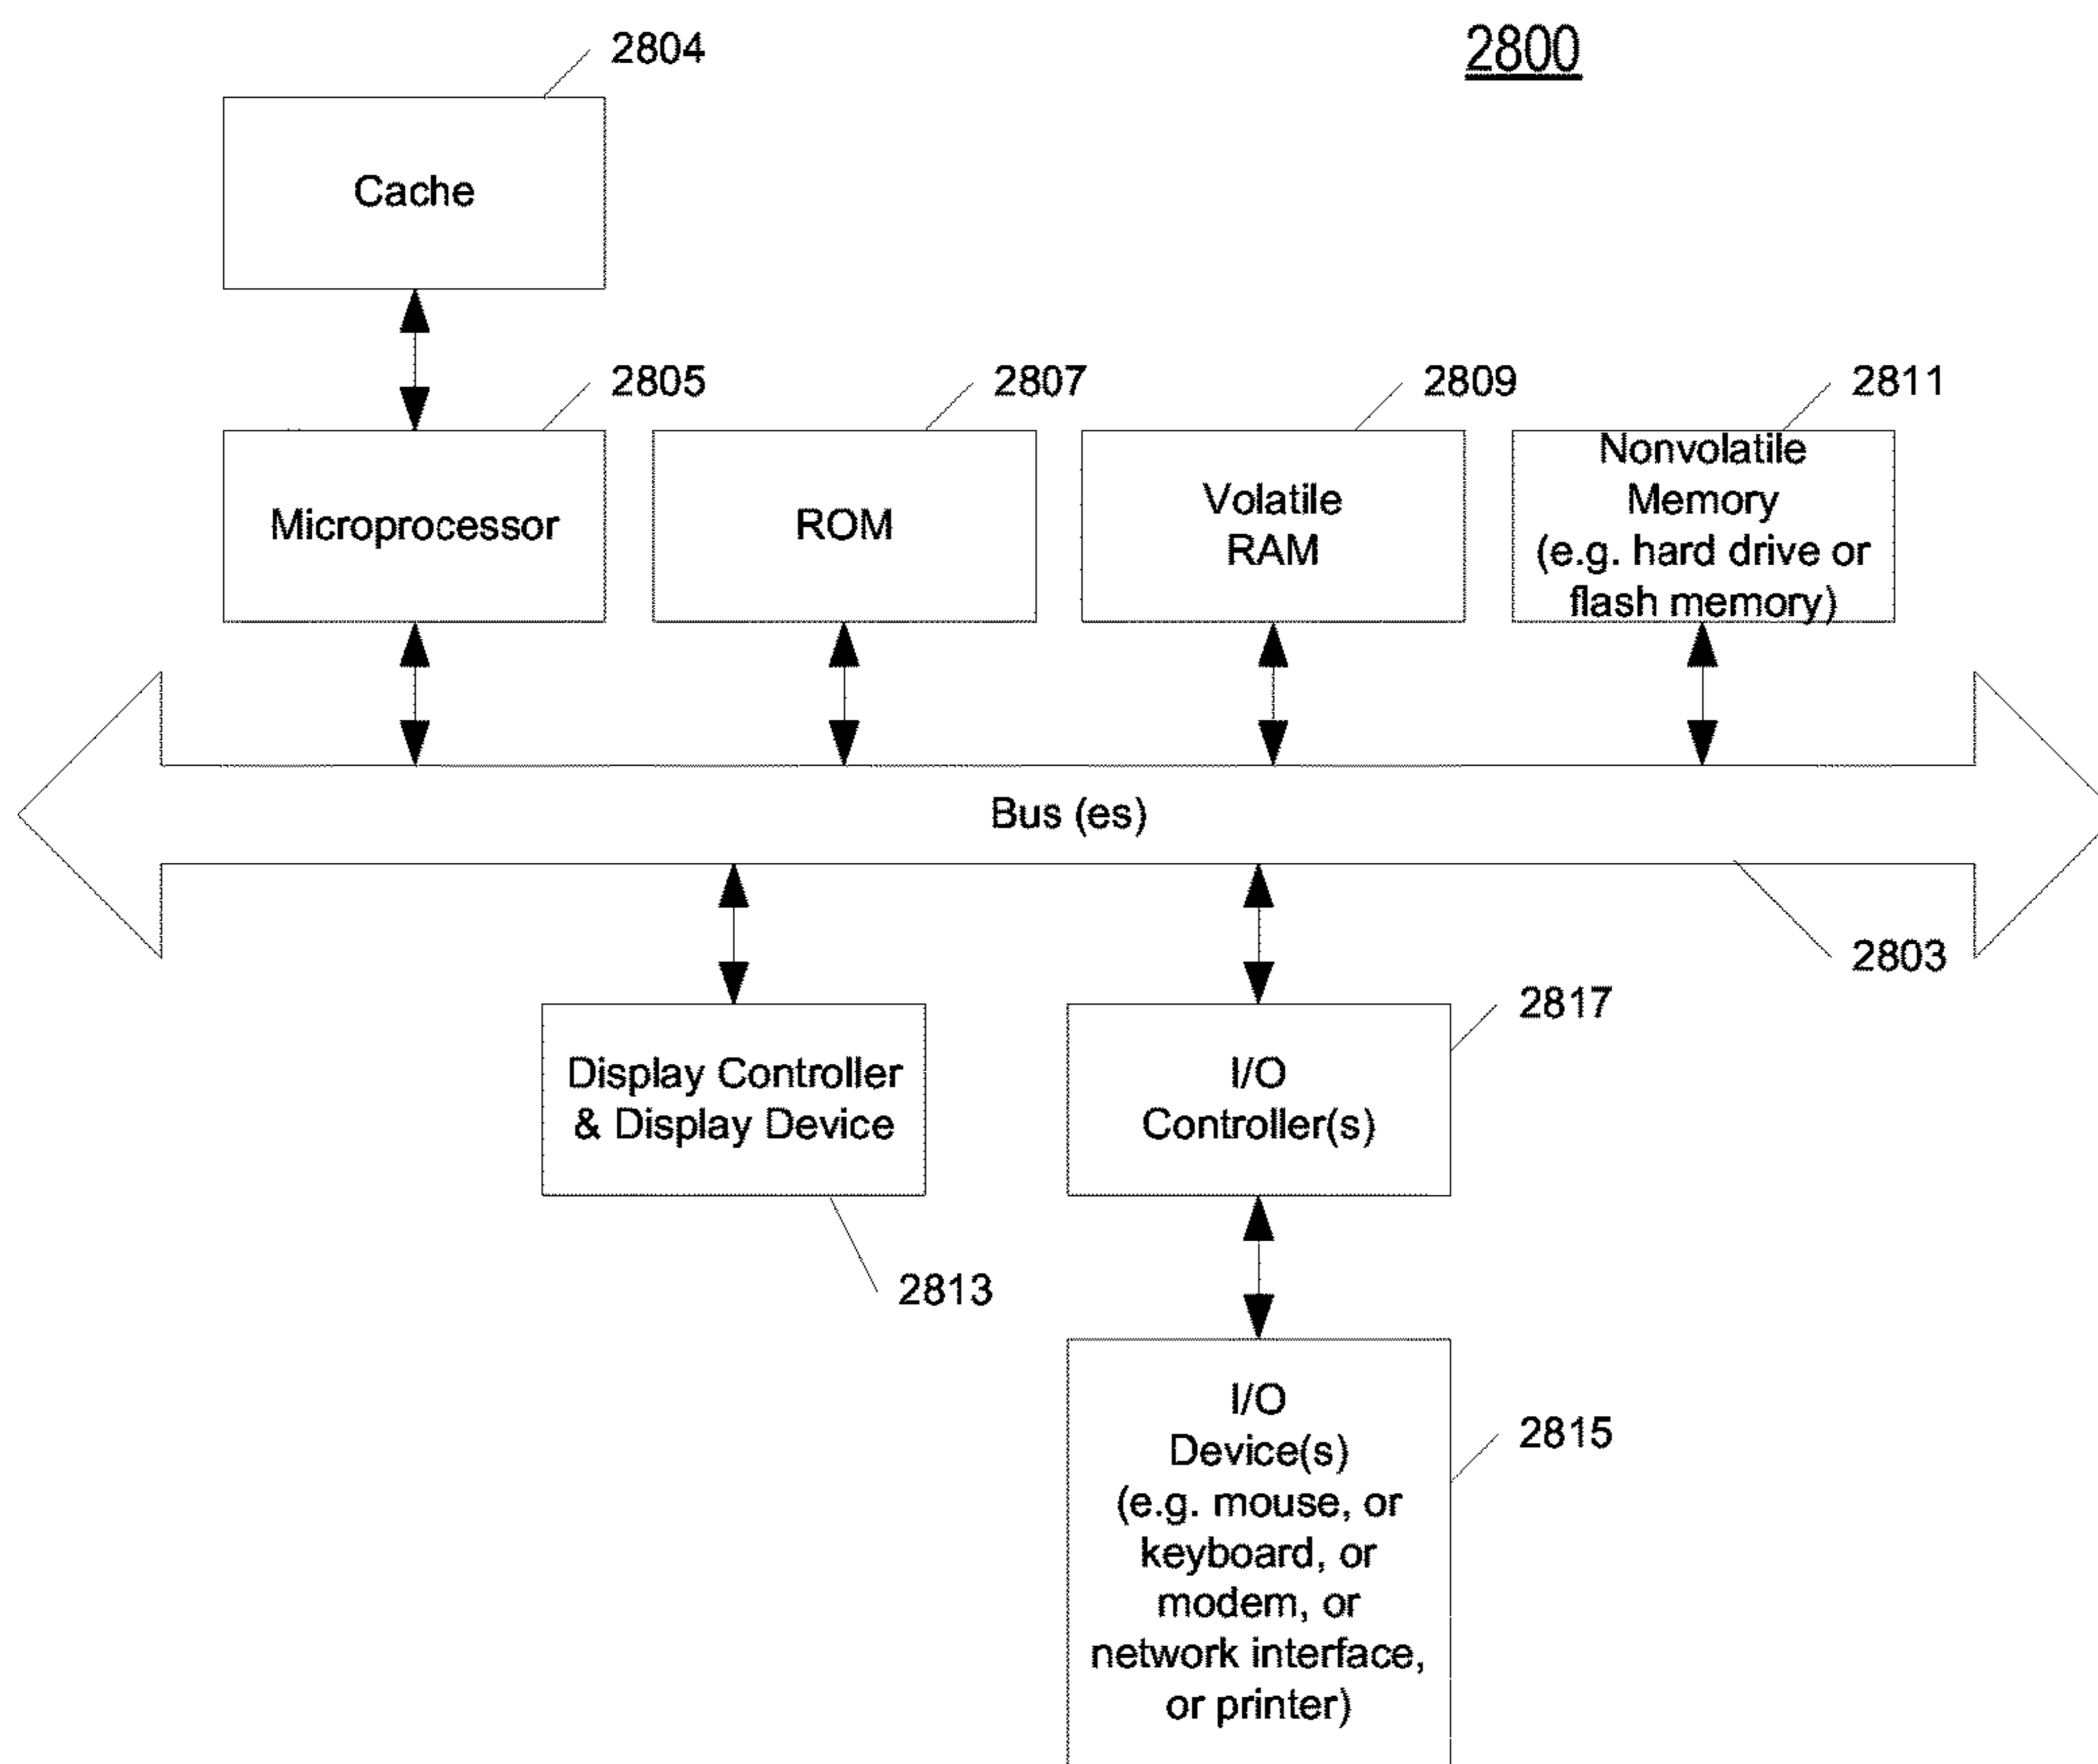 2804
2800
Cache
2805
2807
2809
2811
Microprocessor
ROM
Volatile
RAM
Nonvolatile
Memory
(e.g. hard drive or
flash memory)
Bus (es)
2803
Display Controller
& Display Device
2813
I/O
Controller(s)
2817
I/O
Device(s)
(e.g. mouse, or
keyboard, or
modem, or
network interface,
or printer)
2815